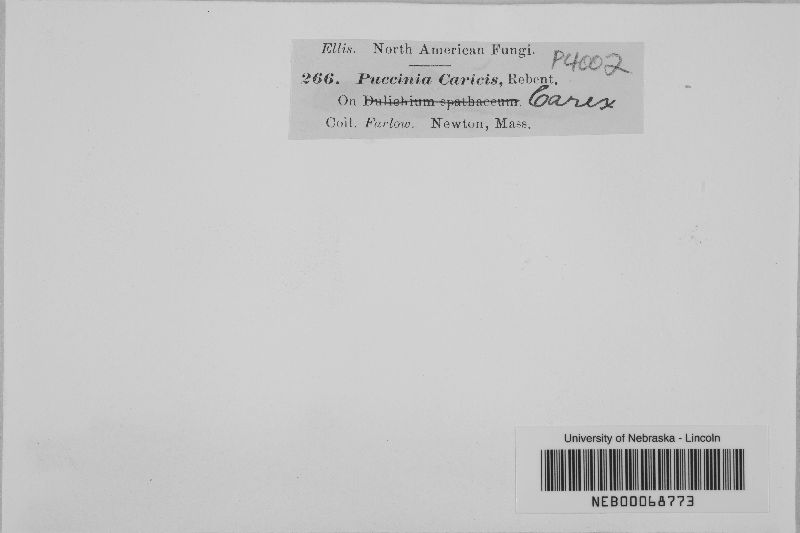 Ellis. North American Fungi.
P4002
266. Puccinia Caricis, Rebent.
On Dulichium spathaceum. Carex
Coll. Farlow. Newton, Mass.
University of Nebraska - Lincoln
NEB00068773